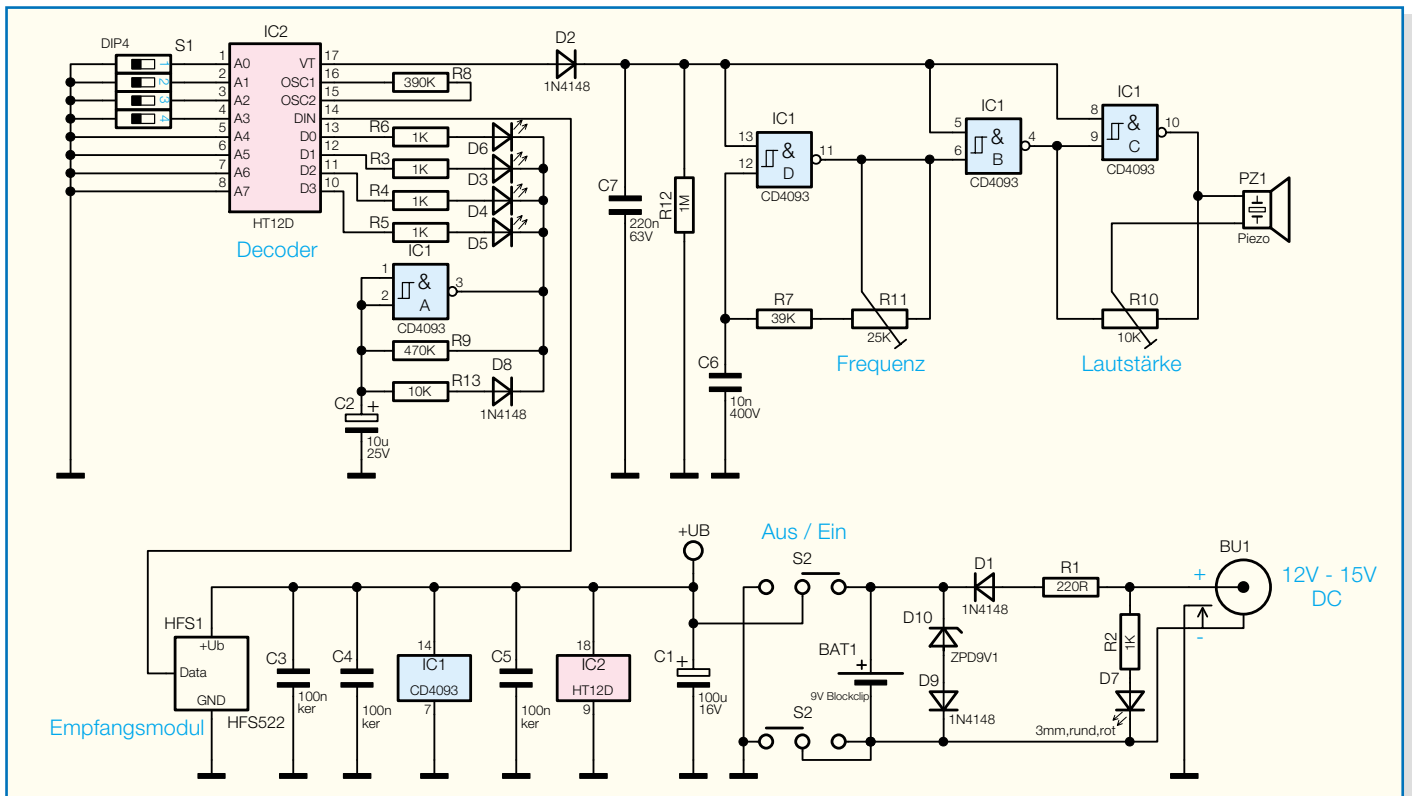 IC2
DIP4
S1
1
2
3
4
1 A0
2 A1
3 A2
4 A3
5 A4
6 A5
7 A6
8 A7
VT 17
OSC1 16
OSC2 15
DIN 14
D0 13
D1 12
D2 11
D3 10
HT12D
Decoder
390K
R8
R6
1K
D6
R3
1K
D3
R4
1K
D4
R5
1K
D5
IC1
1
2
&
A
3
CD4093
470K
R9
10K
R13
D8
1N4148
C2
+
10u
25V
D2
1N4148
C7
220n
63V
R12
1M
IC1
13
12
&
D
11
CD4093
R7
39K
R11
25K
Frequenz
C6
10n
400V
IC1
5
6
&
B
4
CD4093
IC1
8
9
&
C
10
CD4093
PZ1
Piezo
R10
10K
Lautstärke
+UB
Aus / Ein
HFS1
+Ub
Data
GND
HFS522
Empfangsmodul
C3
100n
ker
C4
100n
ker
14
IC1
CD4093
7
C5
100n
ker
18
IC2
HT12D
9
C1
+
100u
16V
S2
S2
BAT1
+
9V Blockclip
D10
ZPD9V1
D9
1N4148
D1
1N4148
R1
220R
R2
1K
D7
3mm,rund,rot
BU1
+
-
12V - 15V
DC